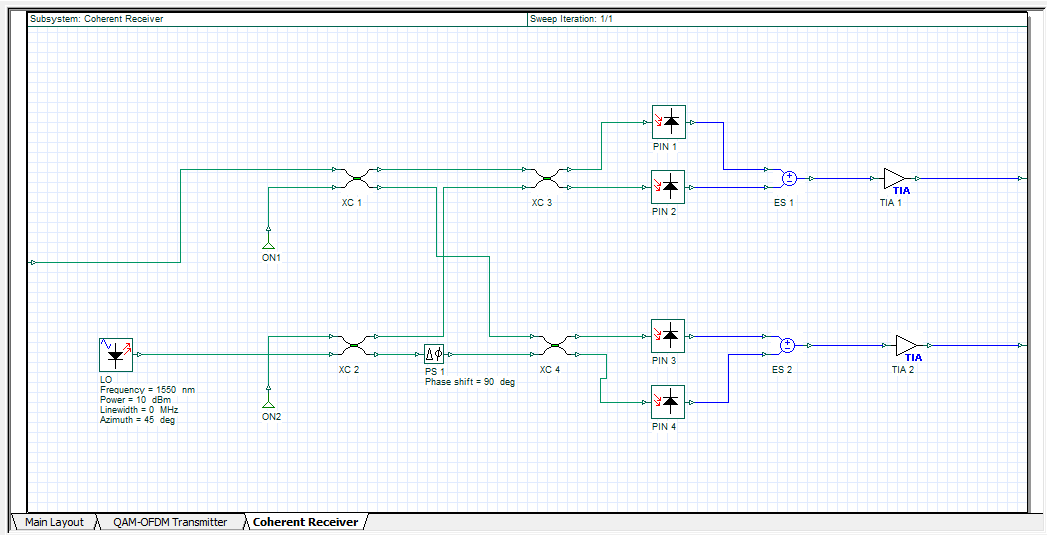 Subsystem: Coherent Receiver
Sweep Iteration: 1/1
PIN 1
XC 1
XC 3
PIN 2
ES 1
TIA
TIA 1
ON1
LO
Frequency = 1550 nm
Power = 10 dBm
Linewidth = 0 MHz
Azimuth = 45 deg
XC 2
ΔΦ
PS 1
Phase shift = 90 deg
XC 4
PIN 3
ES 2
TIA
TIA 2
ON2
PIN 4
Main Layout
QAM-OFDM Transmitter
Coherent Receiver